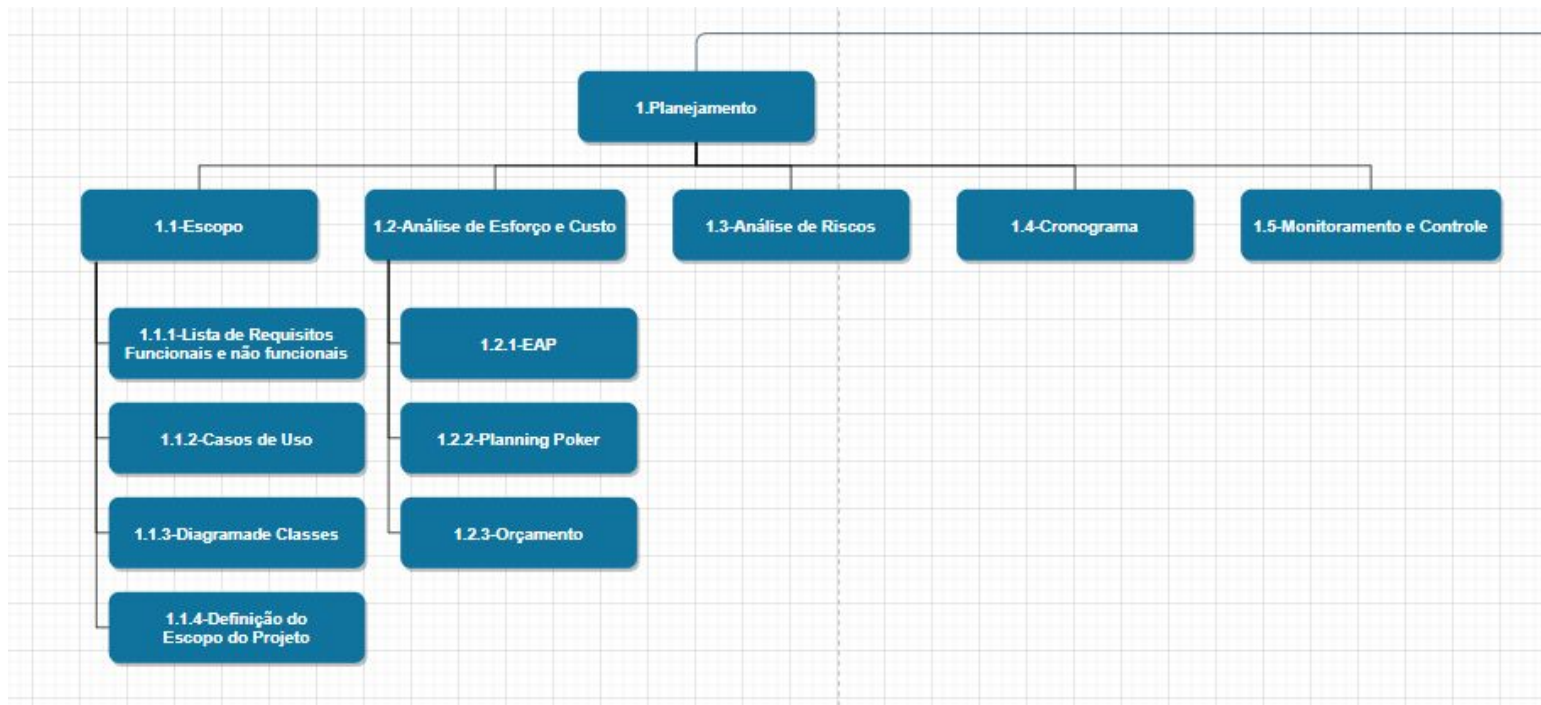 1.Planejamento
1.1-Escopo
1.2-Análise de Esforço e Custo
1.3-Análise de Riscos
1.4-Cronograma
1.5-Monitoramento e Controle
1.1.1-Lista de Requisitos
Funcionais e não funcionais
1.2.1-EAP
1.1.2-Casos de Uso
1.2.2-Planning Poker
1.1.3-Diagramade Classes
1.2.3-Orçamento
1.1.4-Definição do
Escopo do Projeto